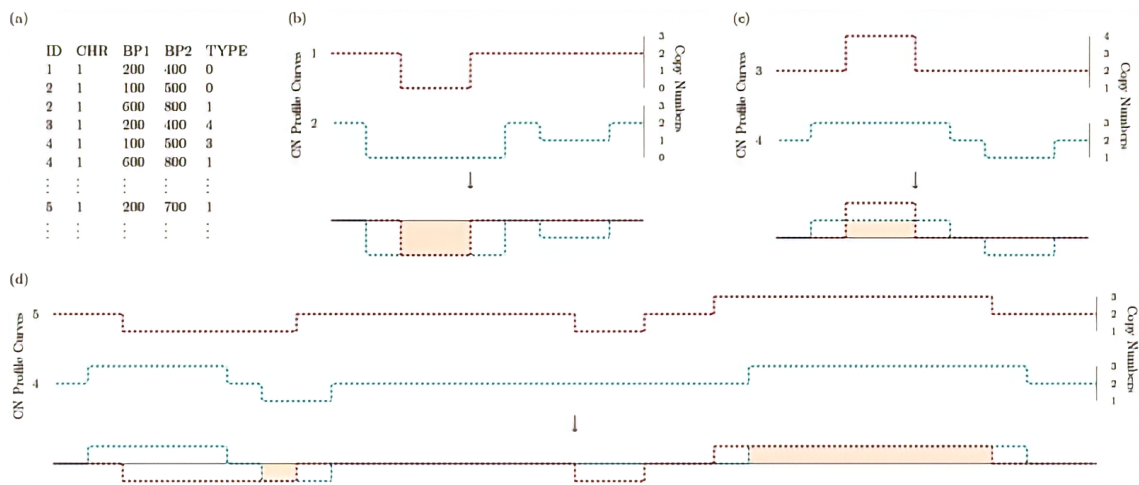 (a)
ID CHR BP1 BP2 TYPE
1 1 200 400 0
2 1 100 500 0
2 1 600 800 1
3 1 200 400 4
4 1 100 500 3
4 1 600 800 1
⋮ ⋮ ⋮ ⋮ ⋮
5 1 200 700 1
⋮ ⋮ ⋮ ⋮ ⋮
(b)
CN Profile Curves
1
2
3
2
1
0
3
2
1
0
Copy Numbers
(c)
CN Profile Curves
3
4
4
3
2
1
3
2
1
Copy Numbers
(d)
CN Profile Curves
5
4
3
2
1
3
2
1
Copy Numbers